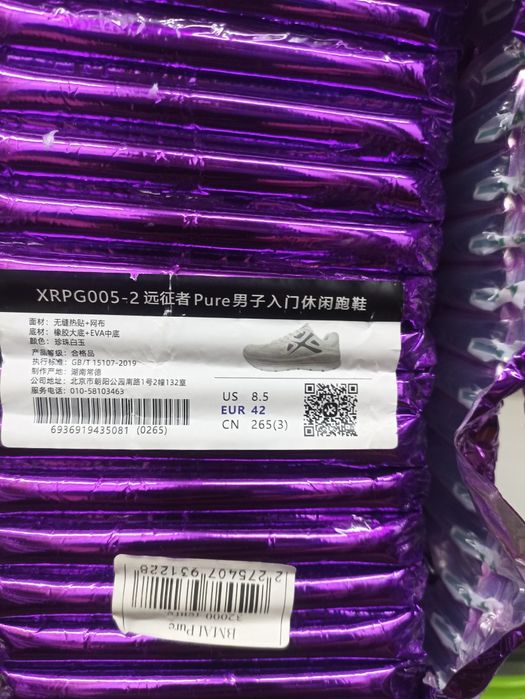 XRPG005-2 远征者Pure男子入门休闲跑鞋
面材：无缝热贴+网布
底材：橡胶大底+EVA中底
颜色：珍珠白玉
产品等级：合格品
执行标准：GB/T 15107-2019
制作产地：湖南常德
公司地址：北京市朝阳公园南路1号2幢132室
服务电话：010-58103463
6936919435081 (0265)
US 8.5
EUR 42
CN 265(3)
BMAI Pure
32000
2275407931228